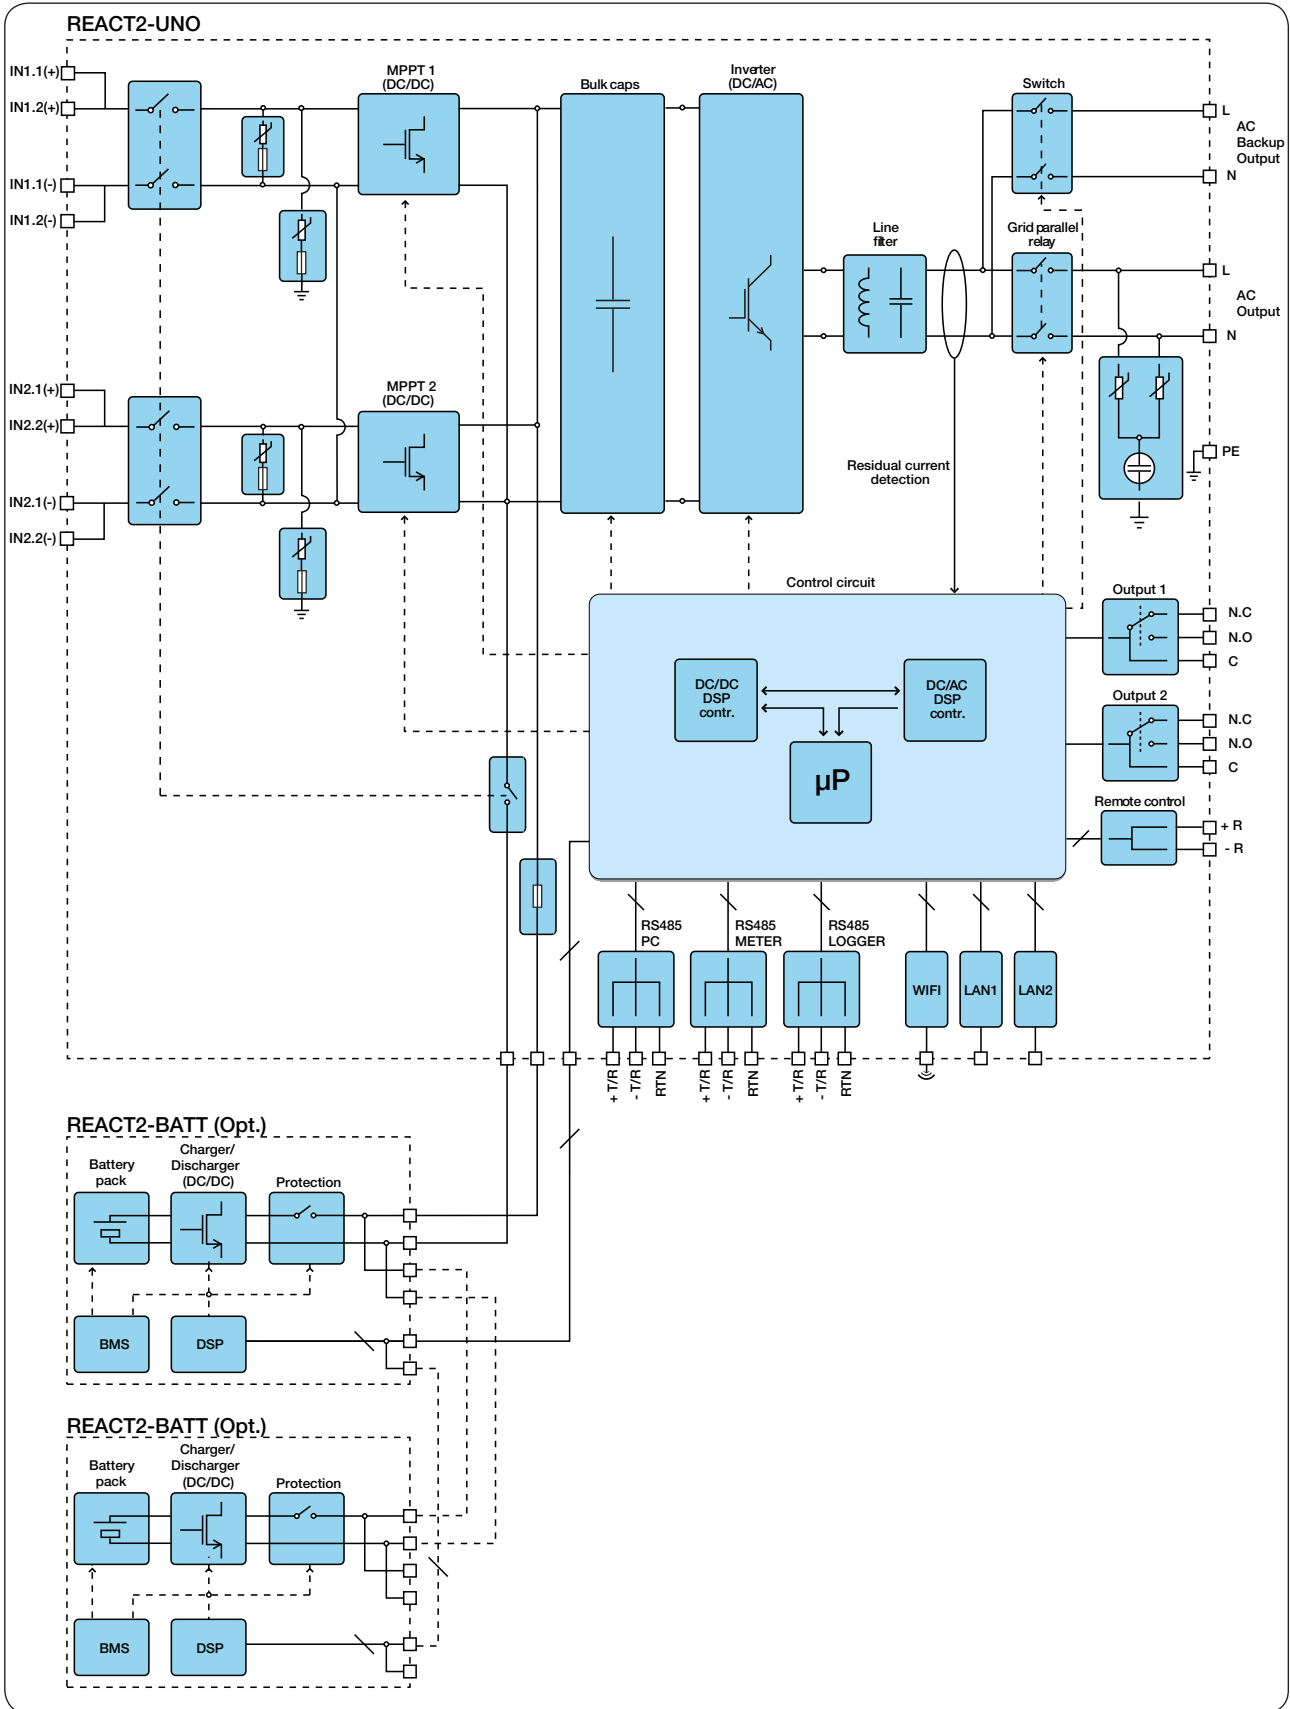 REACT2-UNO
IN1.1(+)
IN1.2(+)
IN1.1(-)
IN1.2(-)
MPPT 1
(DC/DC)
Bulk caps
Inverter
(DC/AC)
Switch
L
AC
Backup
Output
N
Line
filter
Grid parallel
relay
L
AC
Output
N
IN2.1(+)
IN2.2(+)
IN2.1(-)
IN2.2(-)
MPPT 2
(DC/DC)
Residual current
detection
PE
Control circuit
DC/DC
DSP
contr.
DC/AC
DSP
contr.
µP
Output 1
N.C
N.O
C
Output 2
N.C
N.O
C
Remote control
+ R
- R
RS485
PC
RS485
METER
RS485
LOGGER
WIFI
LAN1
LAN2
+ T/R
- T/R
RTN
+ T/R
- T/R
RTN
+ T/R
- T/R
RTN
REACT2-BATT (Opt.)
Battery
pack
Charger/
Discharger
(DC/DC)
Protection
BMS
DSP
REACT2-BATT (Opt.)
Battery
pack
Charger/
Discharger
(DC/DC)
Protection
BMS
DSP